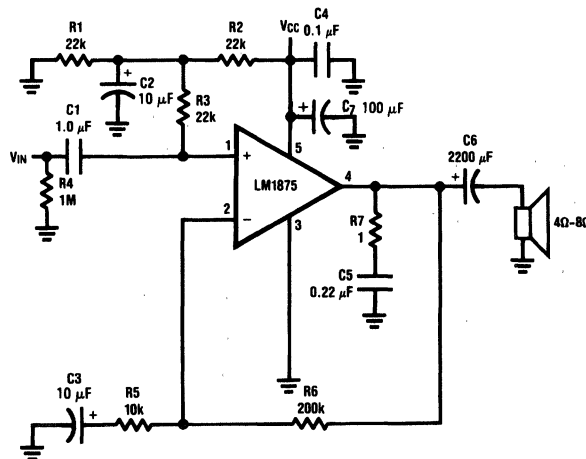 R1
22k
R2
22k
VCC
C4
0.1 µF
C2
10 µF
+
R3
22k
+
C7 100 µF
C1
1.0 µF
VIN
R4
1M
1
+
5
LM1875
4
2
−
3
C6
2200 µF
+
R7
1
4Ω-8Ω
C5
0.22 µF
C3
10 µF
+
R5
10k
R6
200k